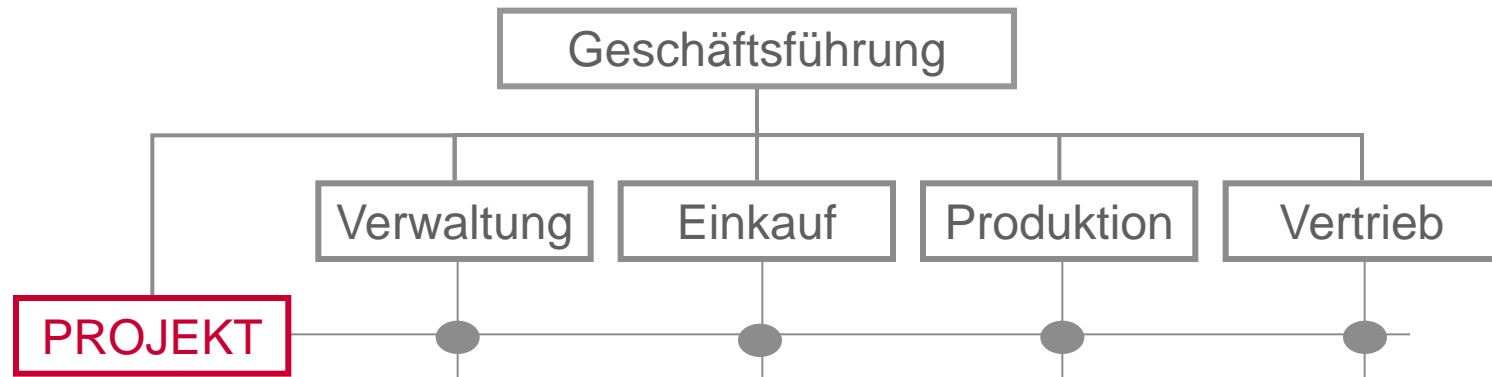 Geschäftsführung
Verwaltung
Einkauf
Produktion
Vertrieb
PROJEKT